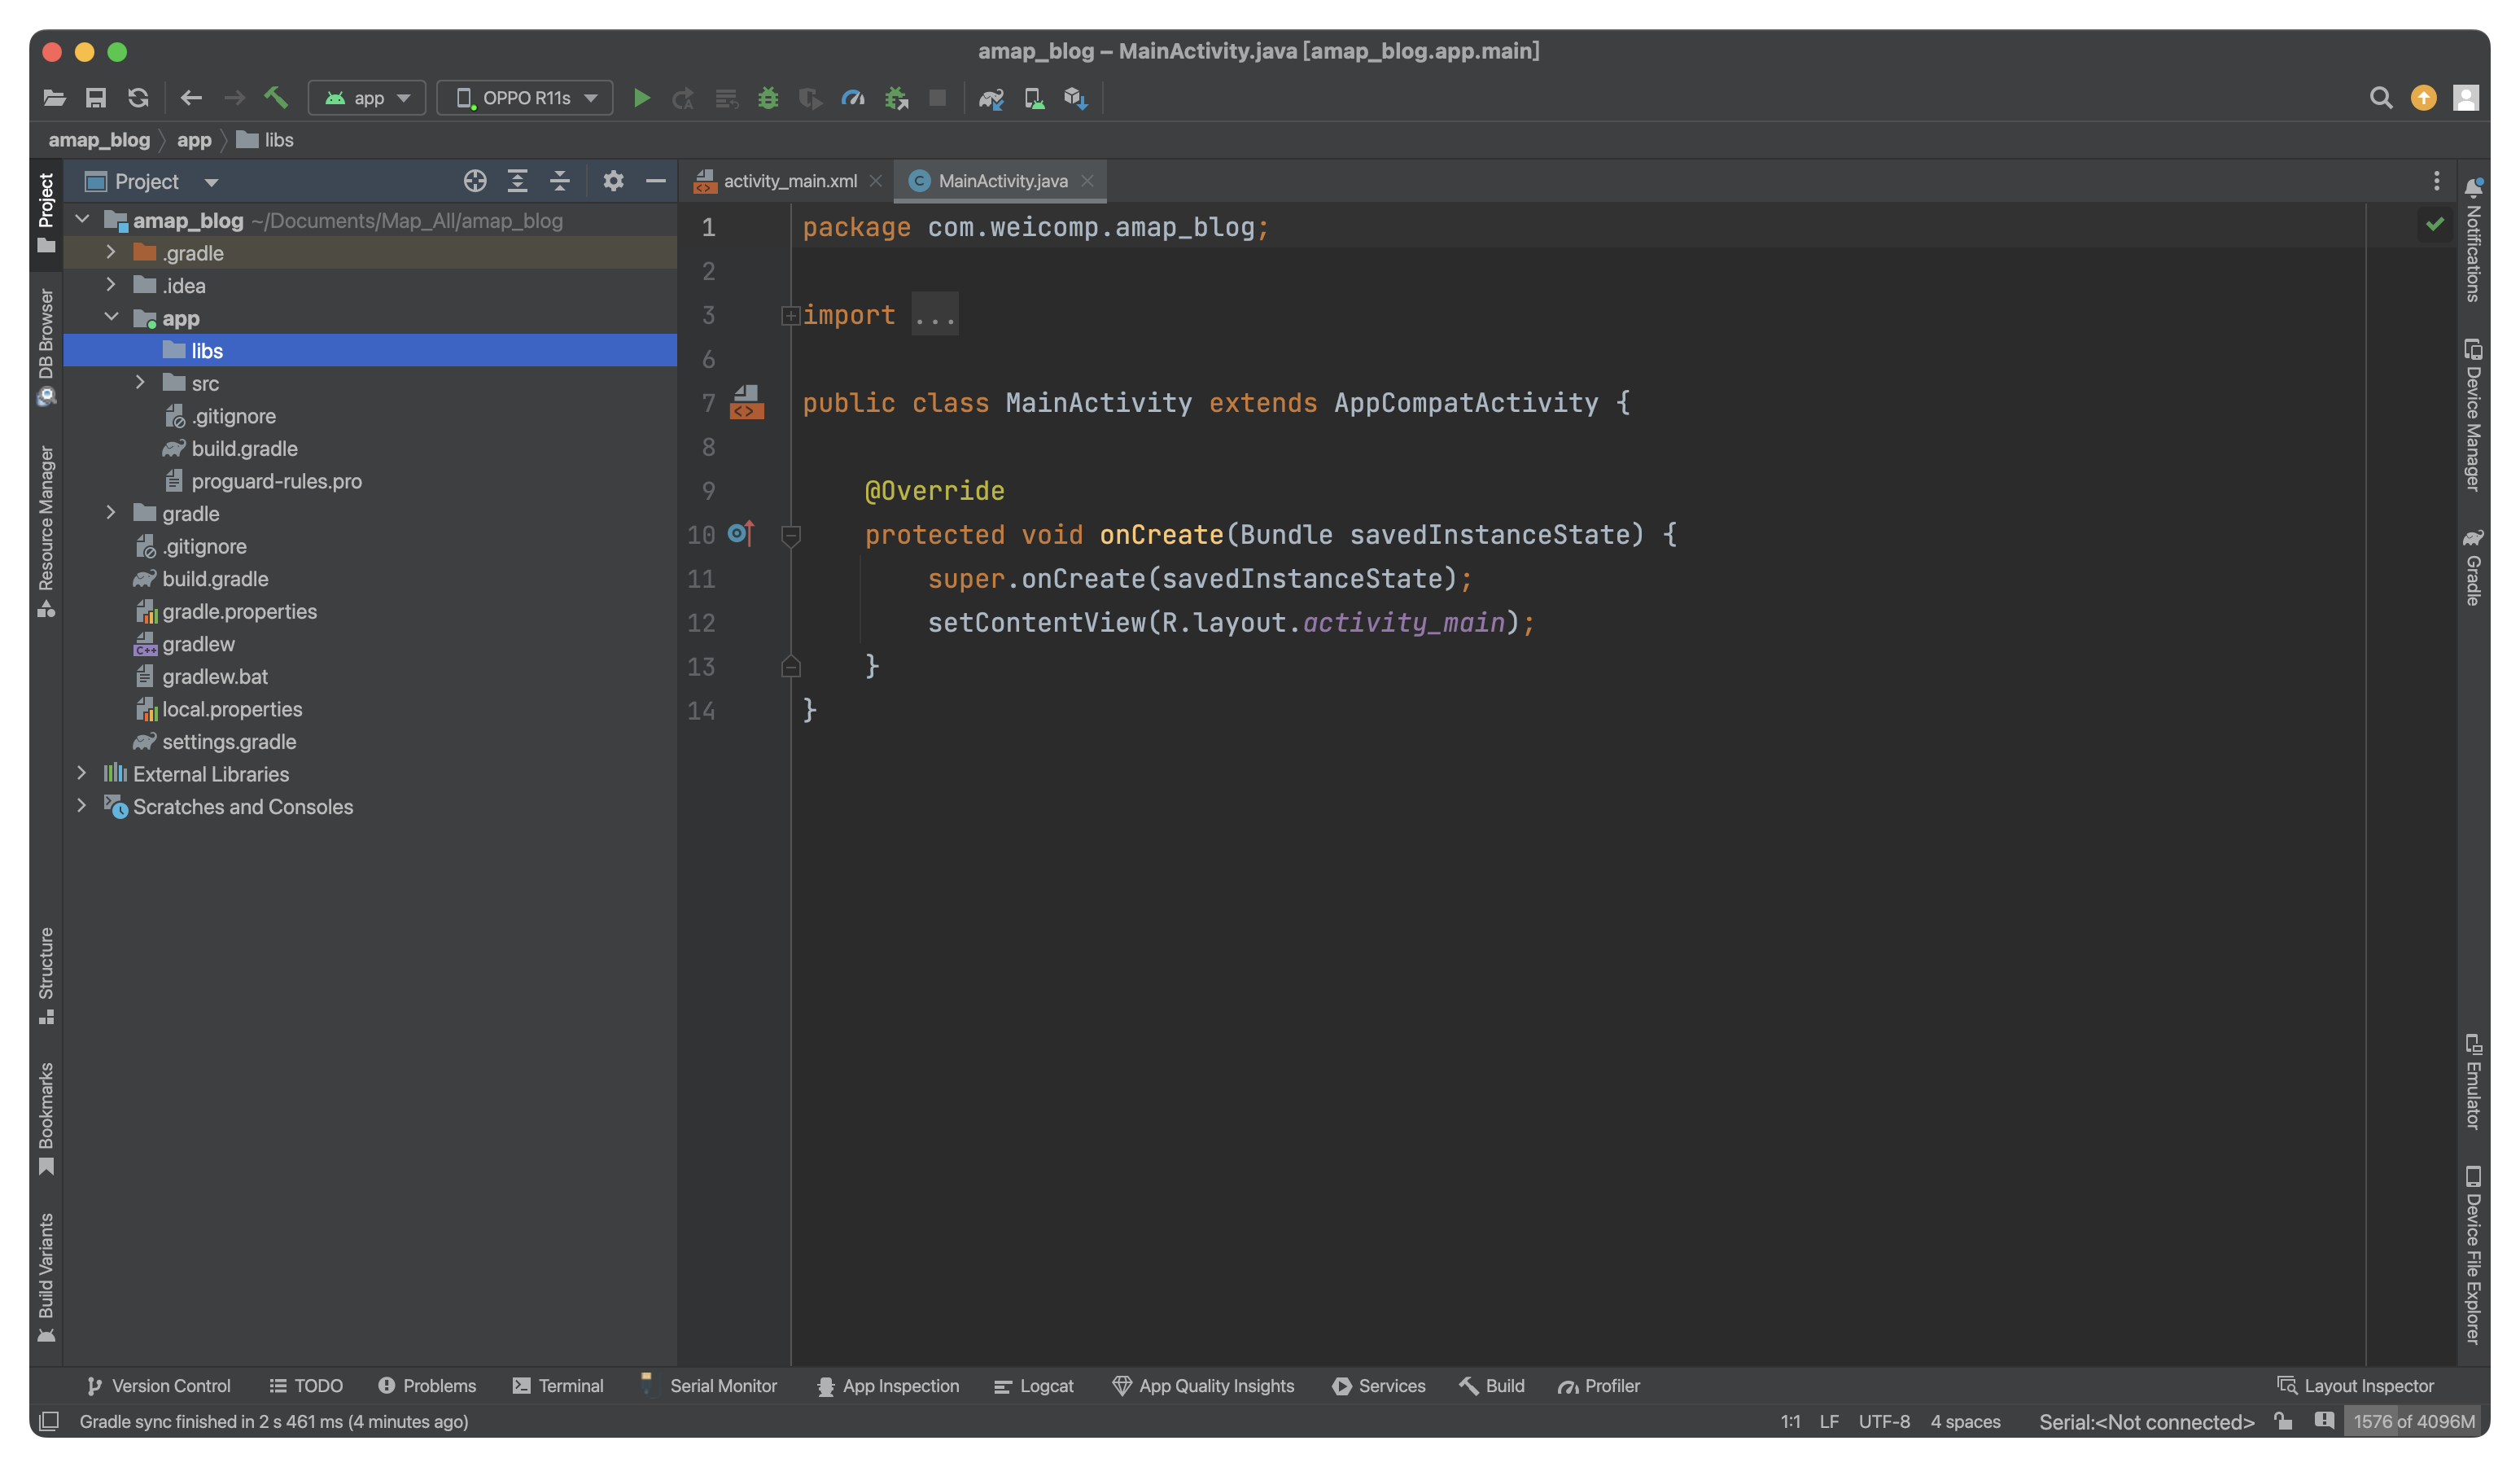 amap_blog – MainActivity.java [amap_blog.app.main]
app
OPPO R11s
amap_blog
app
libs
Project
activity_main.xml
MainActivity.java
amap_blog ~/Documents/Map_All/amap_blog
.gradle
.idea
app
libs
src
.gitignore
build.gradle
proguard-rules.pro
gradle
.gitignore
build.gradle
gradle.properties
gradlew
gradlew.bat
local.properties
settings.gradle
External Libraries
Scratches and Consoles
1 package com.weicomp.amap_blog;
2
3 import ...
6
7 public class MainActivity extends AppCompatActivity {
8
9 @Override
10 protected void onCreate(Bundle savedInstanceState) {
11 super.onCreate(savedInstanceState);
12 setContentView(R.layout.activity_main);
13 }
14 }
Project
DB Browser
Resource Manager
Structure
Bookmarks
Build Variants
Notifications
Device Manager
Gradle
Emulator
Device File Explorer
Version Control
TODO
Problems
Terminal
Serial Monitor
App Inspection
Logcat
App Quality Insights
Services
Build
Profiler
Layout Inspector
Gradle sync finished in 2 s 461 ms (4 minutes ago)
1:1
LF
UTF-8
4 spaces
Serial:<Not connected>
1576 of 4096M